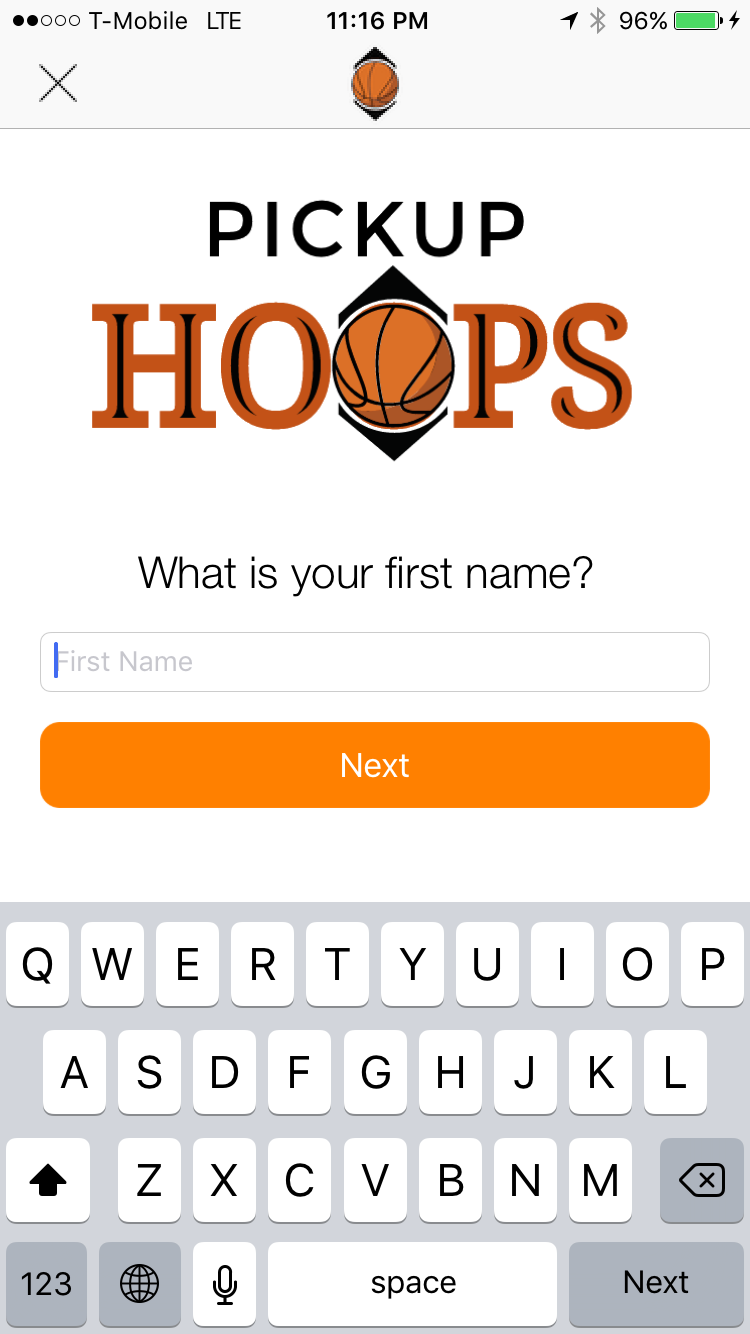 T-Mobile LTE 11:16 PM 96%
PICKUP
HOOPS
What is your first name?
First Name
Next
Q W E R T Y U I O P
A S D F G H J K L
Z X C V B N M
123 space Next